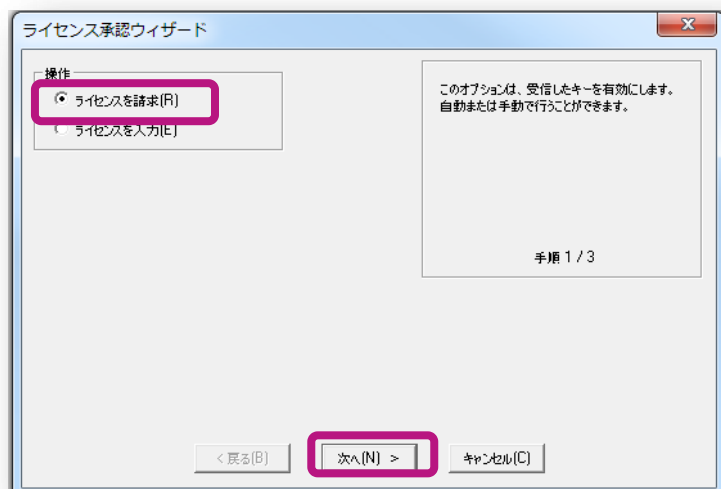 ライセンス承認ウィザード
操作
ライセンスを請求(R)
ライセンスを入力(E)
このオプションは、受信したキーを有効にします。
自動または手動で行うことができます。
手順 1 / 3
< 戻る(B)
次へ(N) >
キャンセル(C)